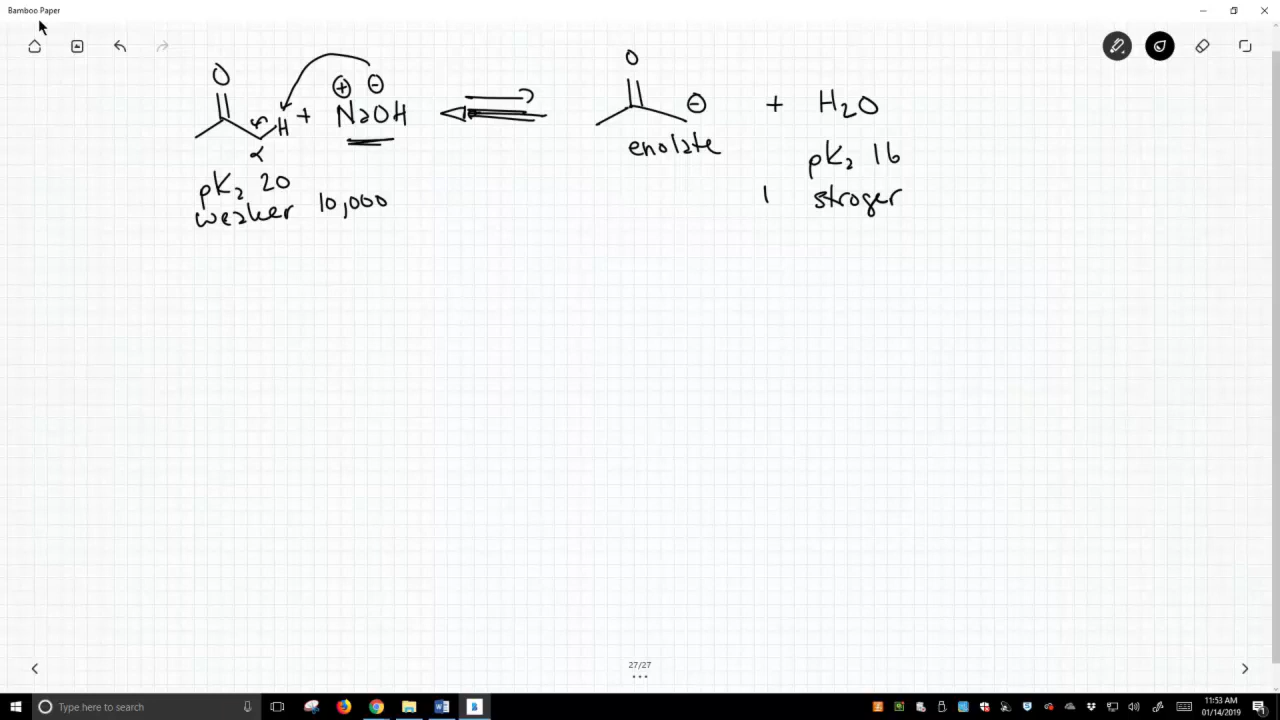 Bamboo Paper
O O
⊕ ⊖
H + NaOH ⇌ ⊖ + H2O
α enolate
pKa 20 pKa 16
weaker 10,000 1 stroger
27/27
Type here to search
11:53 AM
01/14/2019